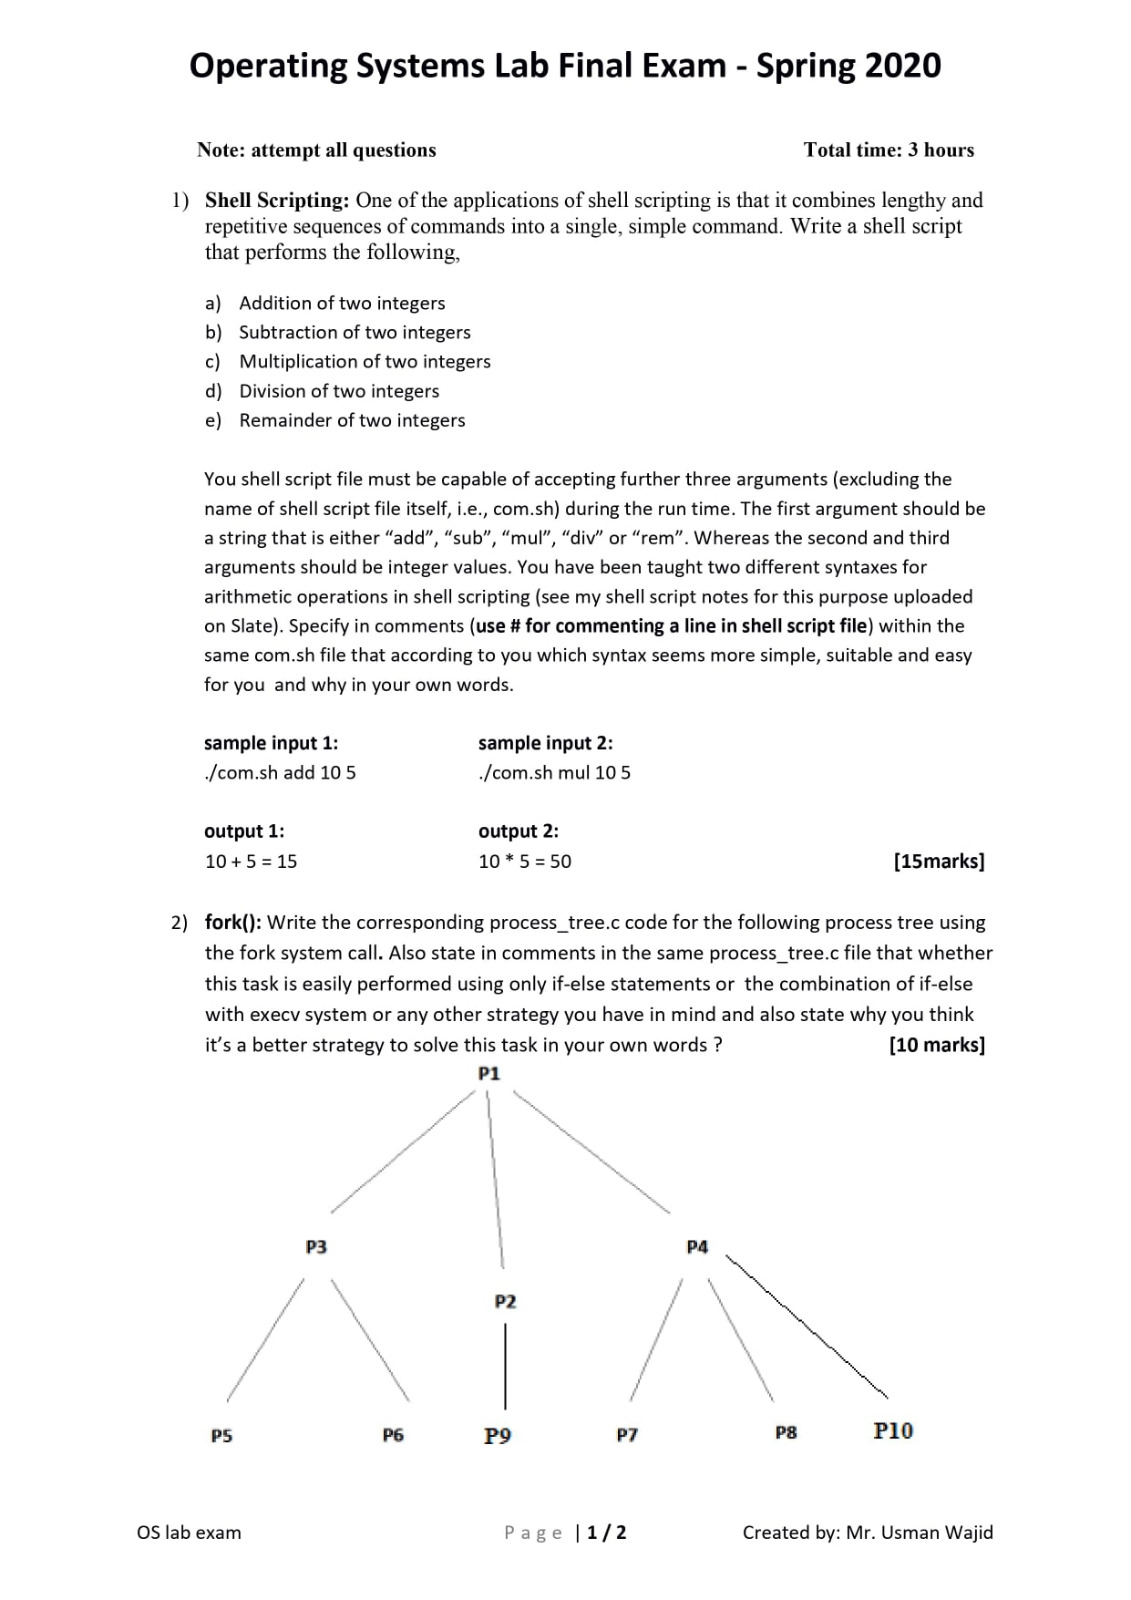 Operating Systems Lab Final Exam - Spring 2020
Note: attempt all questions Total time: 3 hours
1) Shell Scripting: One of the applications of shell scripting is that it combines lengthy and
repetitive sequences of commands into a single, simple command. Write a shell script
that performs the following,
a) Addition of two integers
b) Subtraction of two integers
c) Multiplication of two integers
d) Division of two integers
e) Remainder of two integers
You shell script file must be capable of accepting further three arguments (excluding the
name of shell script file itself, i.e., com.sh) during the run time. The first argument should be
a string that is either “add”, “sub”, “mul”, “div” or “rem”. Whereas the second and third
arguments should be integer values. You have been taught two different syntaxes for
arithmetic operations in shell scripting (see my shell script notes for this purpose uploaded
on Slate). Specify in comments (use # for commenting a line in shell script file) within the
same com.sh file that according to you which syntax seems more simple, suitable and easy
for you and why in your own words.
sample input 1: sample input 2:
./com.sh add 10 5 ./com.sh mul 10 5
output 1: output 2:
10 + 5 = 15 10 * 5 = 50 [15marks]
2) fork(): Write the corresponding process_tree.c code for the following process tree using
the fork system call. Also state in comments in the same process_tree.c file that whether
this task is easily performed using only if-else statements or the combination of if-else
with execv system or any other strategy you have in mind and also state why you think
it’s a better strategy to solve this task in your own words ? [10 marks]
P1
P3 P4
P2
P5 P6 P9 P7 P8 P10
OS lab exam Page | 1 / 2 Created by: Mr. Usman Wajid